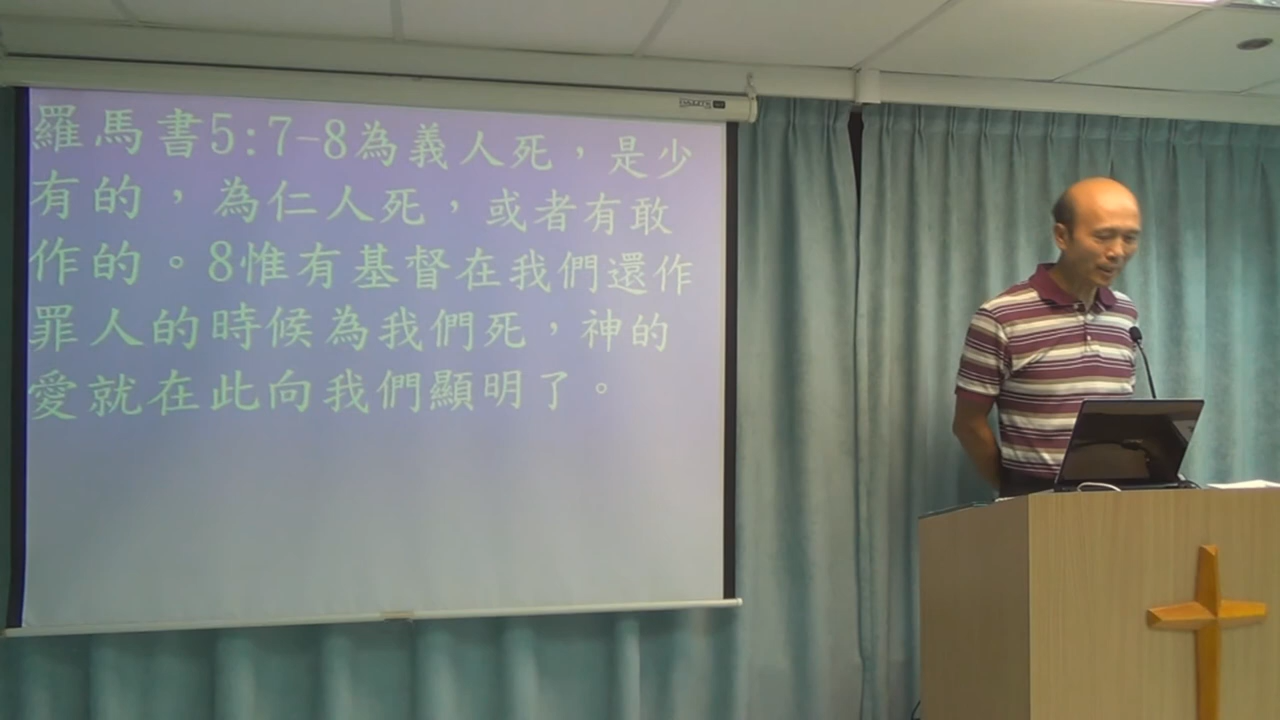 羅馬書5:7-8為義人死，是少
有的，為仁人死，或者有敢
作的。8惟有基督在我們還作
罪人的時候為我們死，神的
愛就在此向我們顯明了。